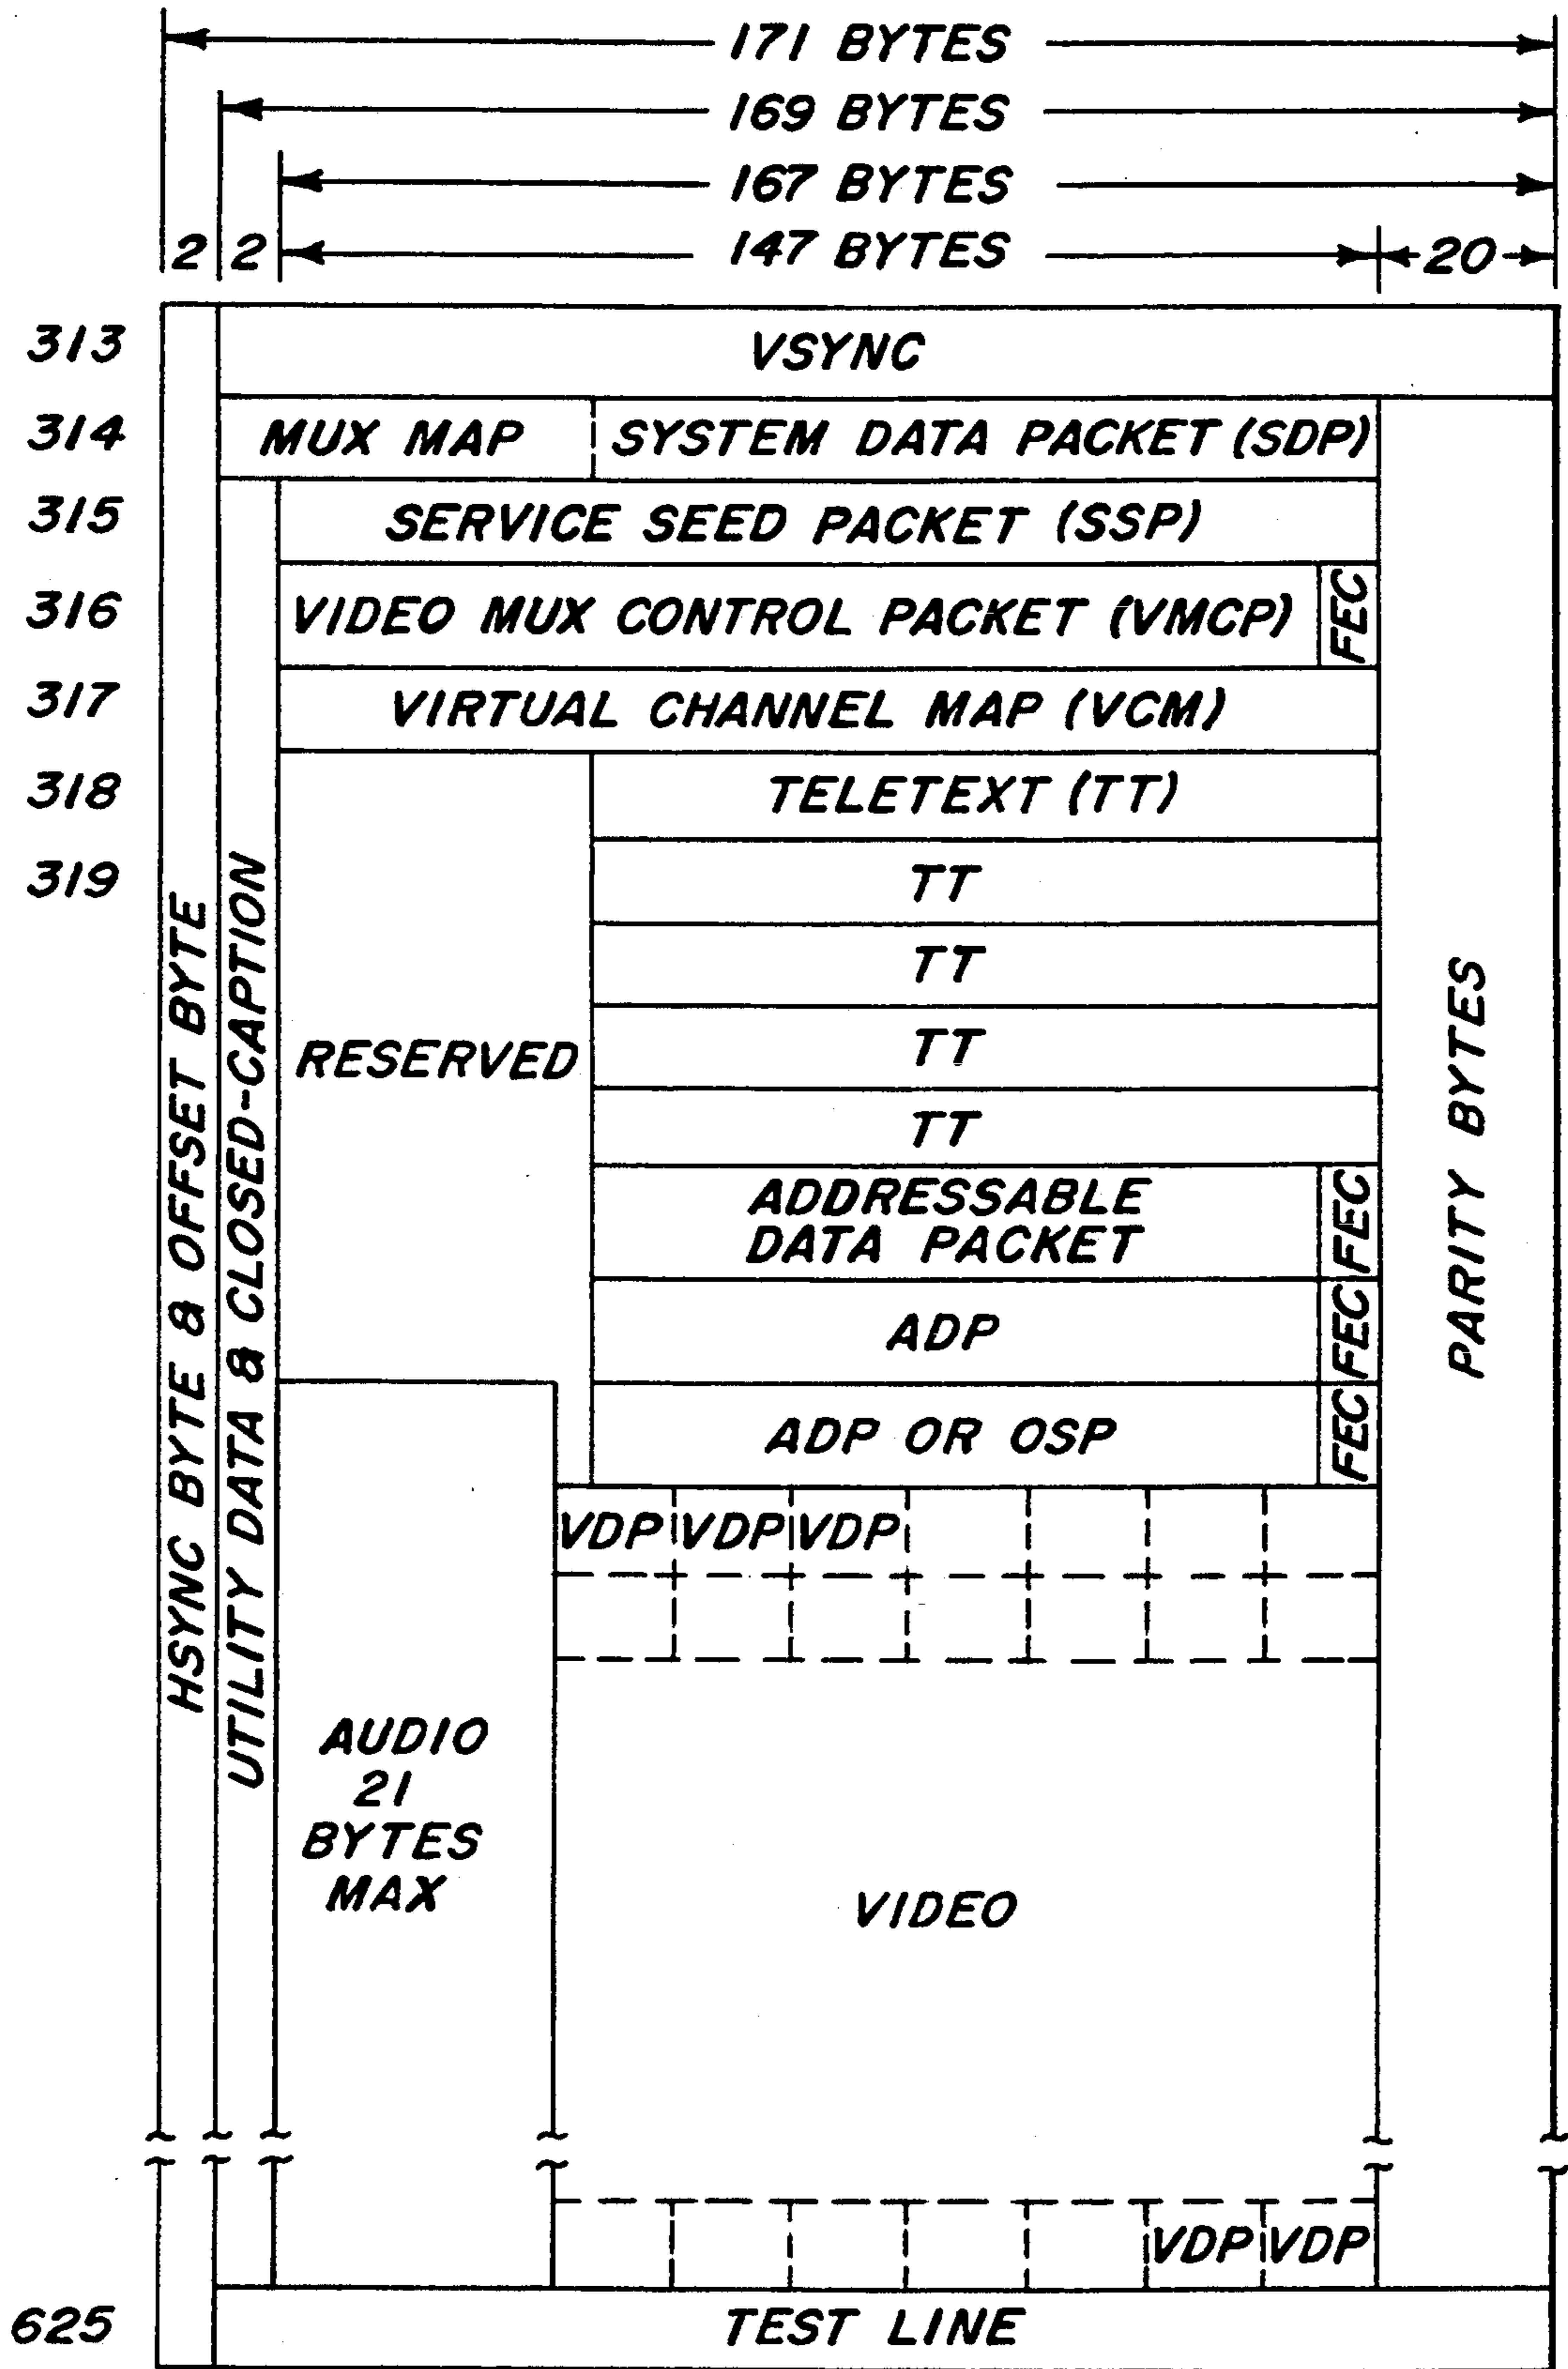 171 BYTES
169 BYTES
167 BYTES
2 2 147 BYTES 20
313 VSYNC
314 MUX MAP SYSTEM DATA PACKET (SDP)
315 SERVICE SEED PACKET (SSP)
316 VIDEO MUX CONTROL PACKET (VMCP) FEC
317 VIRTUAL CHANNEL MAP (VCM)
318 TELETEXT (TT)
319 TT
TT
TT
TT
RESERVED
ADDRESSABLE
DATA PACKET FEC
ADP FEC
ADP OR OSP FEC
HSYNC BYTE & OFFSET BYTE
UTILITY DATA & CLOSED-CAPTION
PARITY BYTES
VDP VDP VDP
AUDIO
21
BYTES
MAX
VIDEO
VDP VDP
625 TEST LINE